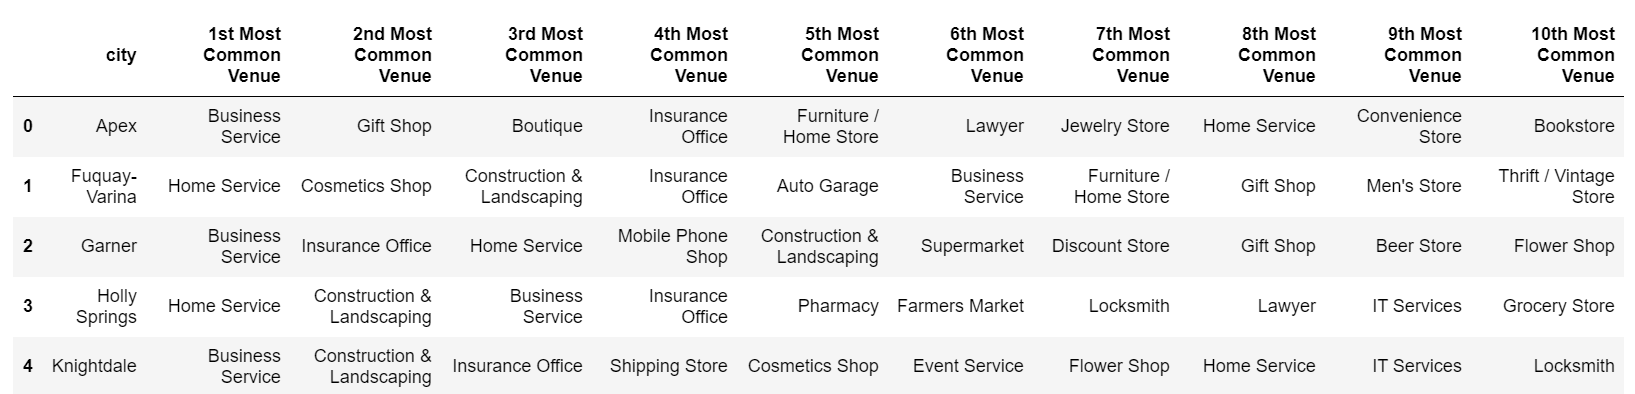 city 1st Most Common Venue 2nd Most Common Venue 3rd Most Common Venue 4th Most Common Venue 5th Most Common Venue 6th Most Common Venue 7th Most Common Venue 8th Most Common Venue 9th Most Common Venue 10th Most Common Venue
0 Apex Business Service Gift Shop Boutique Insurance Office Furniture / Home Store Lawyer Jewelry Store Home Service Convenience Store Bookstore
1 Fuquay-Varina Home Service Cosmetics Shop Construction & Landscaping Insurance Office Auto Garage Business Service Furniture / Home Store Gift Shop Men's Store Thrift / Vintage Store
2 Garner Business Service Insurance Office Home Service Mobile Phone Shop Construction & Landscaping Supermarket Discount Store Gift Shop Beer Store Flower Shop
3 Holly Springs Home Service Construction & Landscaping Business Service Insurance Office Pharmacy Farmers Market Locksmith Lawyer IT Services Grocery Store
4 Knightdale Business Service Construction & Landscaping Insurance Office Shipping Store Cosmetics Shop Event Service Flower Shop Home Service IT Services Locksmith